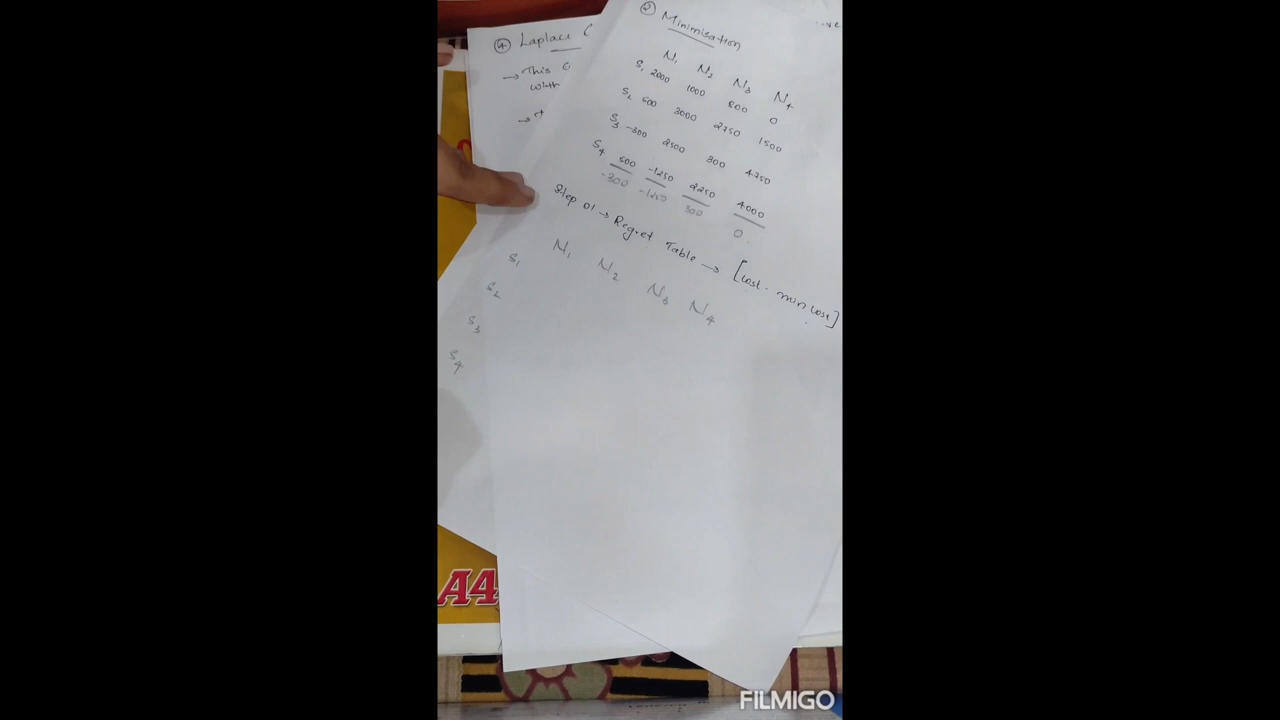 ④ Laplace C
→ This
with
→
② Minimisation
N₁ N₂ N₃ N₄
S₁ 2000 1000 800 0
S₂ 500 3000 2750 1500
S₃ -300 2500 300 4750
S₄ 500 -1250 2250 4000
-300 -1250 300 0
Step 01 → Regret Table → [cost - min cost]
N₁ N₂ N₃ N₄
S₁
S₂
S₃
S₄
A4
FILMIGO